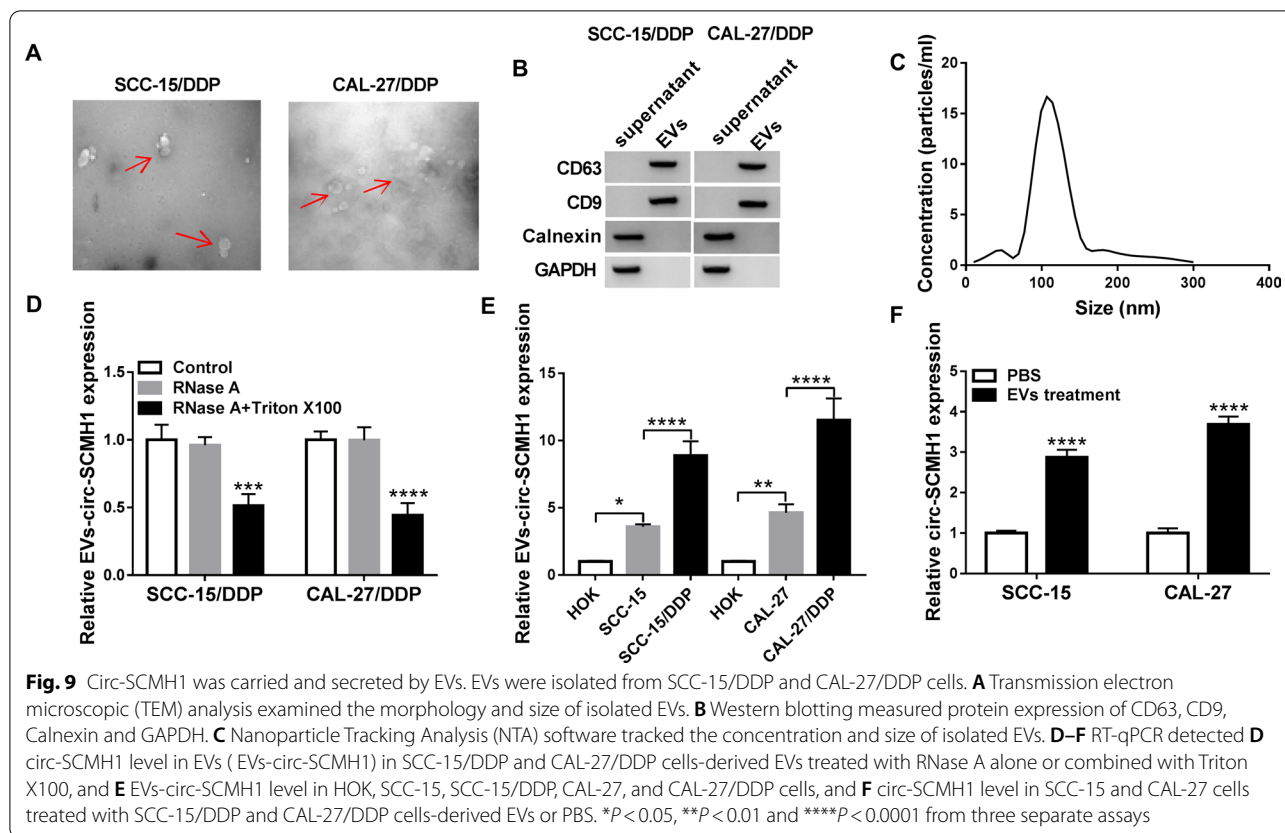 A
SCC-15/DDP
CAL-27/DDP
B
SCC-15/DDP CAL-27/DDP
supernatant
EVs
supernatant
EVs
CD63
CD9
Calnexin
GAPDH
C
Concentration (particles/ml)
20
15
10
5
0
0 100 200 300 400
Size (nm)
D
Relative EVs-circ-SCMH1 expression
1.5
1.0
0.5
0.0
Control
RNase A
RNase A+Triton X100
***
****
SCC-15/DDP
CAL-27/DDP
E
Relative EVs-circ-SCMH1 expression
15
10
5
0
*
****
**
****
HOK
SCC-15
SCC-15/DDP
HOK
CAL-27
CAL-27/DDP
F
Relative circ-SCMH1 expression
5
4
3
2
1
0
PBS
EVs treatment
****
****
SCC-15
CAL-27
Fig. 9 Circ-SCMH1 was carried and secreted by EVs. EVs were isolated from SCC-15/DDP and CAL-27/DDP cells. A Transmission electron
microscopic (TEM) analysis examined the morphology and size of isolated EVs. B Western blotting measured protein expression of CD63, CD9,
Calnexin and GAPDH. C Nanoparticle Tracking Analysis (NTA) software tracked the concentration and size of isolated EVs. D–F RT-qPCR detected D
circ-SCMH1 level in EVs ( EVs-circ-SCMH1) in SCC-15/DDP and CAL-27/DDP cells-derived EVs treated with RNase A alone or combined with Triton
X100, and E EVs-circ-SCMH1 level in HOK, SCC-15, SCC-15/DDP, CAL-27, and CAL-27/DDP cells, and F circ-SCMH1 level in SCC-15 and CAL-27 cells
treated with SCC-15/DDP and CAL-27/DDP cells-derived EVs or PBS. *P < 0.05, **P < 0.01 and ****P < 0.0001 from three separate assays